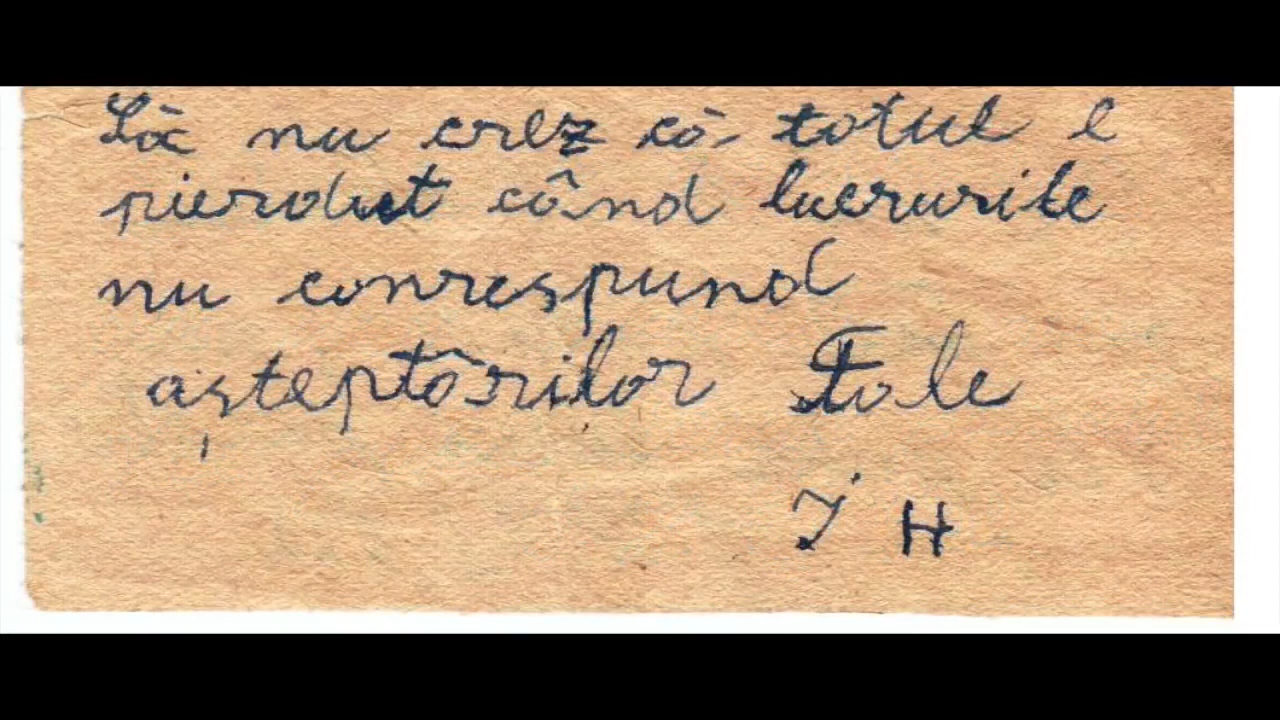 Să nu crez că totul e
pierdut când lucrurile
nu conrespund
așteptărilor Tale
I H